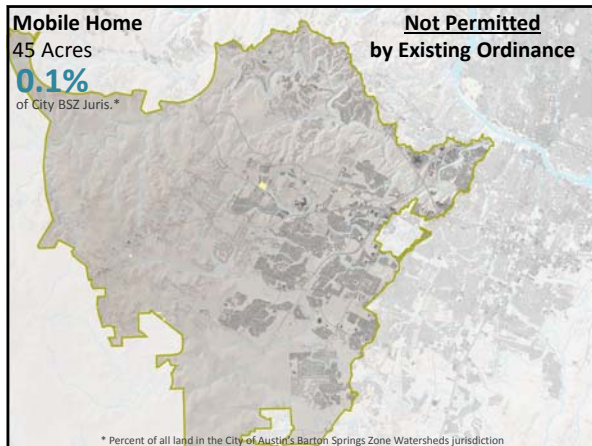 Mobile Home
45 Acres
0.1%
of City BSZ Juris.*
Not Permitted
by Existing Ordinance
* Percent of all land in the City of Austin's Barton Springs Zone Watersheds jurisdiction